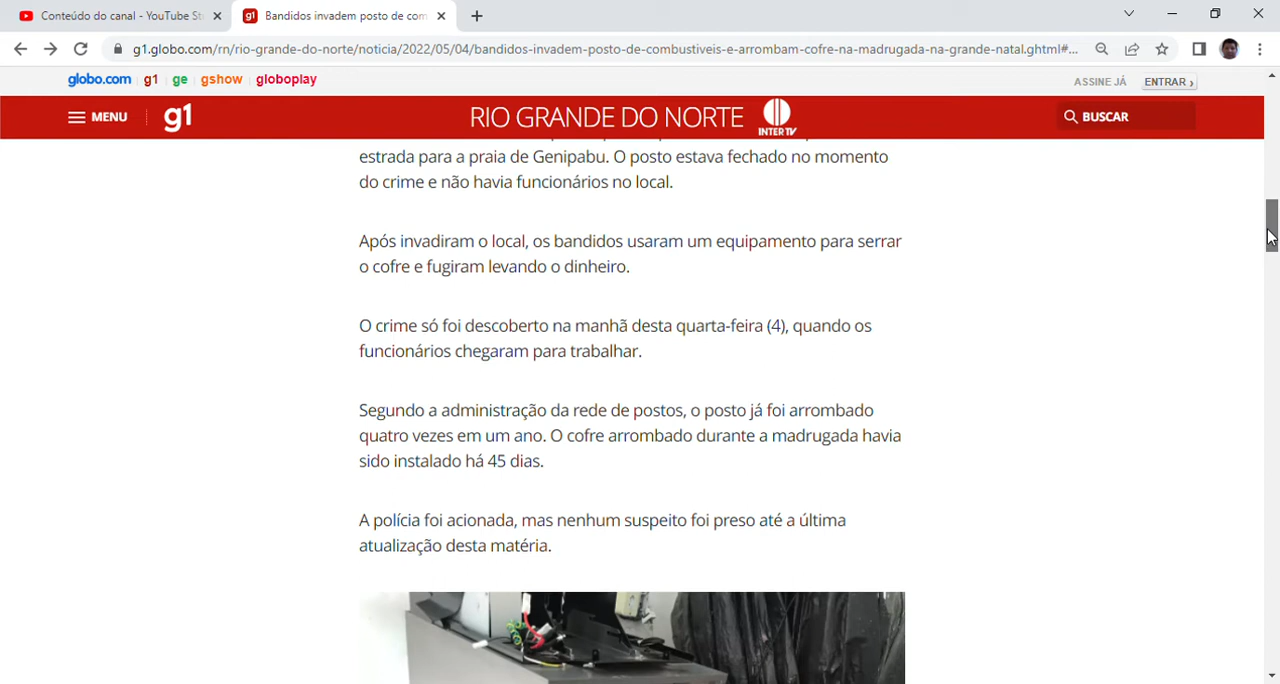 Conteúdo do canal - YouTube St
Bandidos invadem posto de com
g1.globo.com/rn/rio-grande-do-norte/noticia/2022/05/04/bandidos-invadem-posto-de-combustiveis-e-arrombam-cofre-na-madrugada-na-grande-natal.ghtml#...
globo.com g1 ge gshow globoplay
ASSINE JÁ ENTRAR ›
MENU g1 RIO GRANDE DO NORTE INTER TV BUSCAR
estrada para a praia de Genipabu. O posto estava fechado no momento
do crime e não havia funcionários no local.
Após invadiram o local, os bandidos usaram um equipamento para serrar
o cofre e fugiram levando o dinheiro.
O crime só foi descoberto na manhã desta quarta-feira (4), quando os
funcionários chegaram para trabalhar.
Segundo a administração da rede de postos, o posto já foi arrombado
quatro vezes em um ano. O cofre arrombado durante a madrugada havia
sido instalado há 45 dias.
A polícia foi acionada, mas nenhum suspeito foi preso até a última
atualização desta matéria.